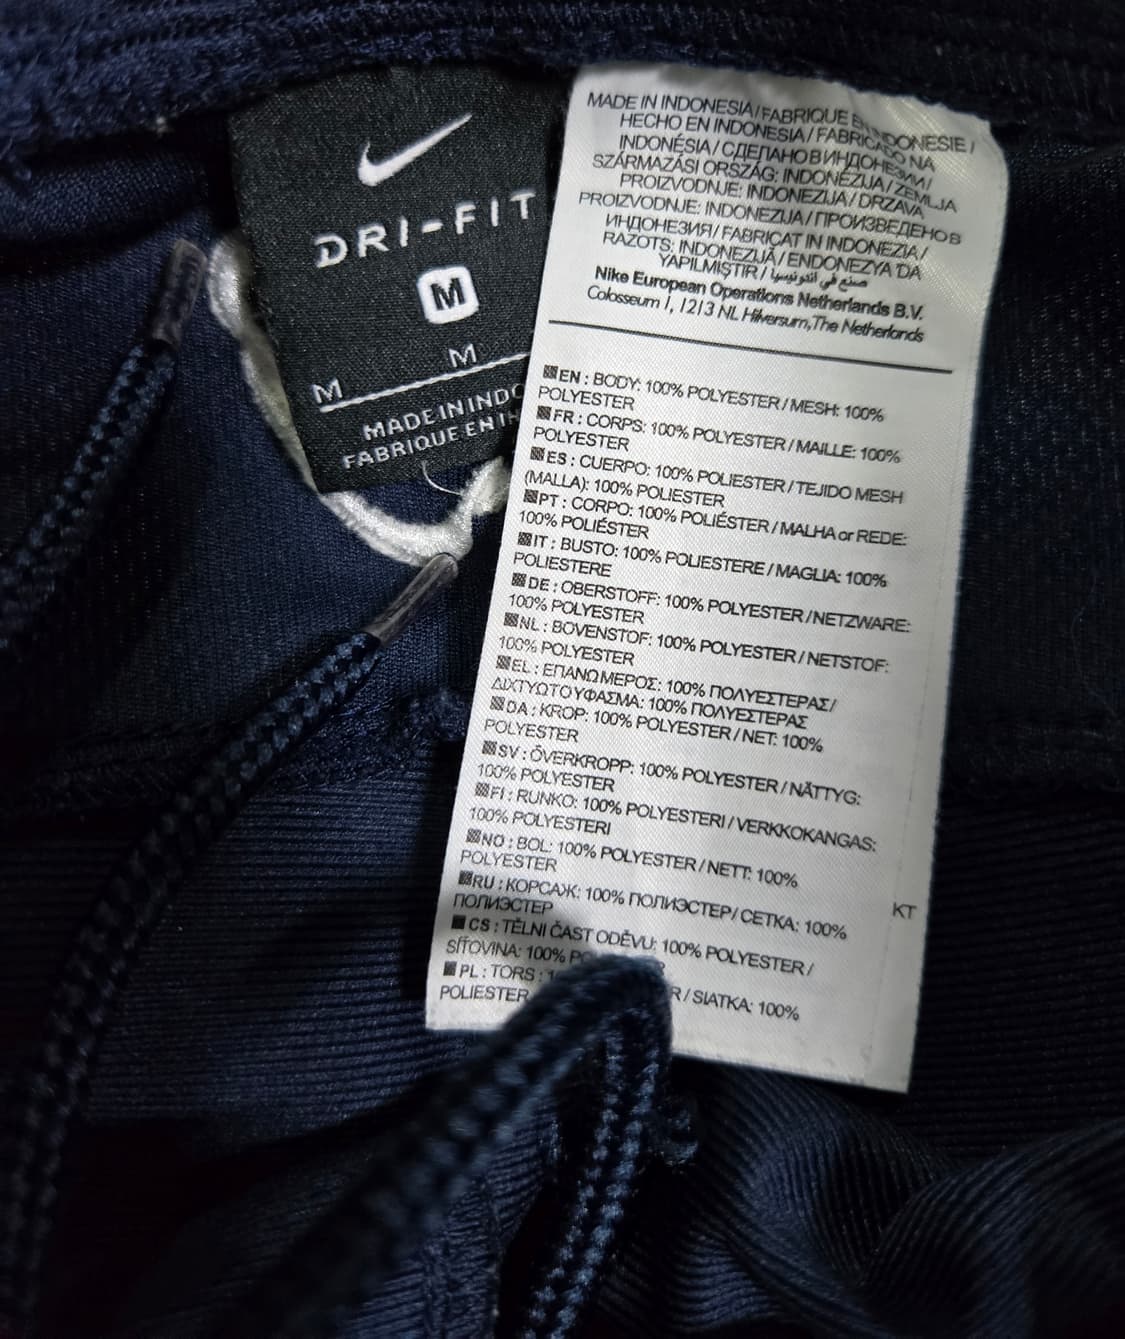 DRI-FIT
M
M
M
MADE IN INDO
FABRIQUE EN IN
MADE IN INDONESIA/FABRIQUE EN INDONESIE/
HECHO EN INDONESIA / FABRICADO NA
INDONÉSIA / СДЕЛАНО В ИНДОНЕЗИИ/
SZÁRMAZÁSI ORSZÁG: INDONÉZIJA / ZEMLJA
PROIZVODNJE: INDONEZIJA / DRZAVA
PROIZVODNJE: INDONEZIJA / ПРОИЗВЕДЕНО В
ИНДОНЕЗИЯ / FABRICAT IN INDONEZIA /
RAZOTS: INDONEZIJĀ / ENDONEZYA'DA
YAPILMIŞTIR / صنع في اندونيسيا
Nike European Operations Netherlands B.V.
Colosseum 1, 1213 NL Hilversum, The Netherlands
EN : BODY: 100% POLYESTER / MESH: 100%
POLYESTER
FR : CORPS: 100% POLYESTER / MAILLE: 100%
POLYESTER
ES : CUERPO: 100% POLIESTER / TEJIDO MESH
(MALLA): 100% POLIESTER
PT : CORPO: 100% POLIÉSTER / MALHA or REDE:
100% POLIÉSTER
IT : BUSTO: 100% POLIESTERE / MAGLIA: 100%
POLIESTERE
DE : OBERSTOFF: 100% POLYESTER / NETZWARE:
100% POLYESTER
NL : BOVENSTOF: 100% POLYESTER / NETSTOF:
100% POLYESTER
EL : ΕΠΑΝΩ ΜΕΡΟΣ: 100% ΠΟΛΥΕΣΤΕΡΑΣ/
ΔΙΧΤΥΩΤΟ ΥΦΑΣΜΑ: 100% ΠΟΛΥΕΣΤΕΡΑΣ
DA : KROP: 100% POLYESTER / NET: 100%
POLYESTER
SV : ÖVERKROPP: 100% POLYESTER / NÄTTYG:
100% POLYESTER
FI : RUNKO: 100% POLYESTERI / VERKKOKANGAS:
100% POLYESTERI
NO : BOL: 100% POLYESTER / NETT: 100%
POLYESTER
RU : КОРСАЖ: 100% ПОЛИЭСТЕР / СЕТКА: 100%
ПОЛИЭСТЕР
KT
CS : TĚLNI ČAST ODĚVU: 100% POLYESTER /
SÍŤOVINA: 100% PO
PL : TORS : R / SIATKA: 100%
POLIESTER